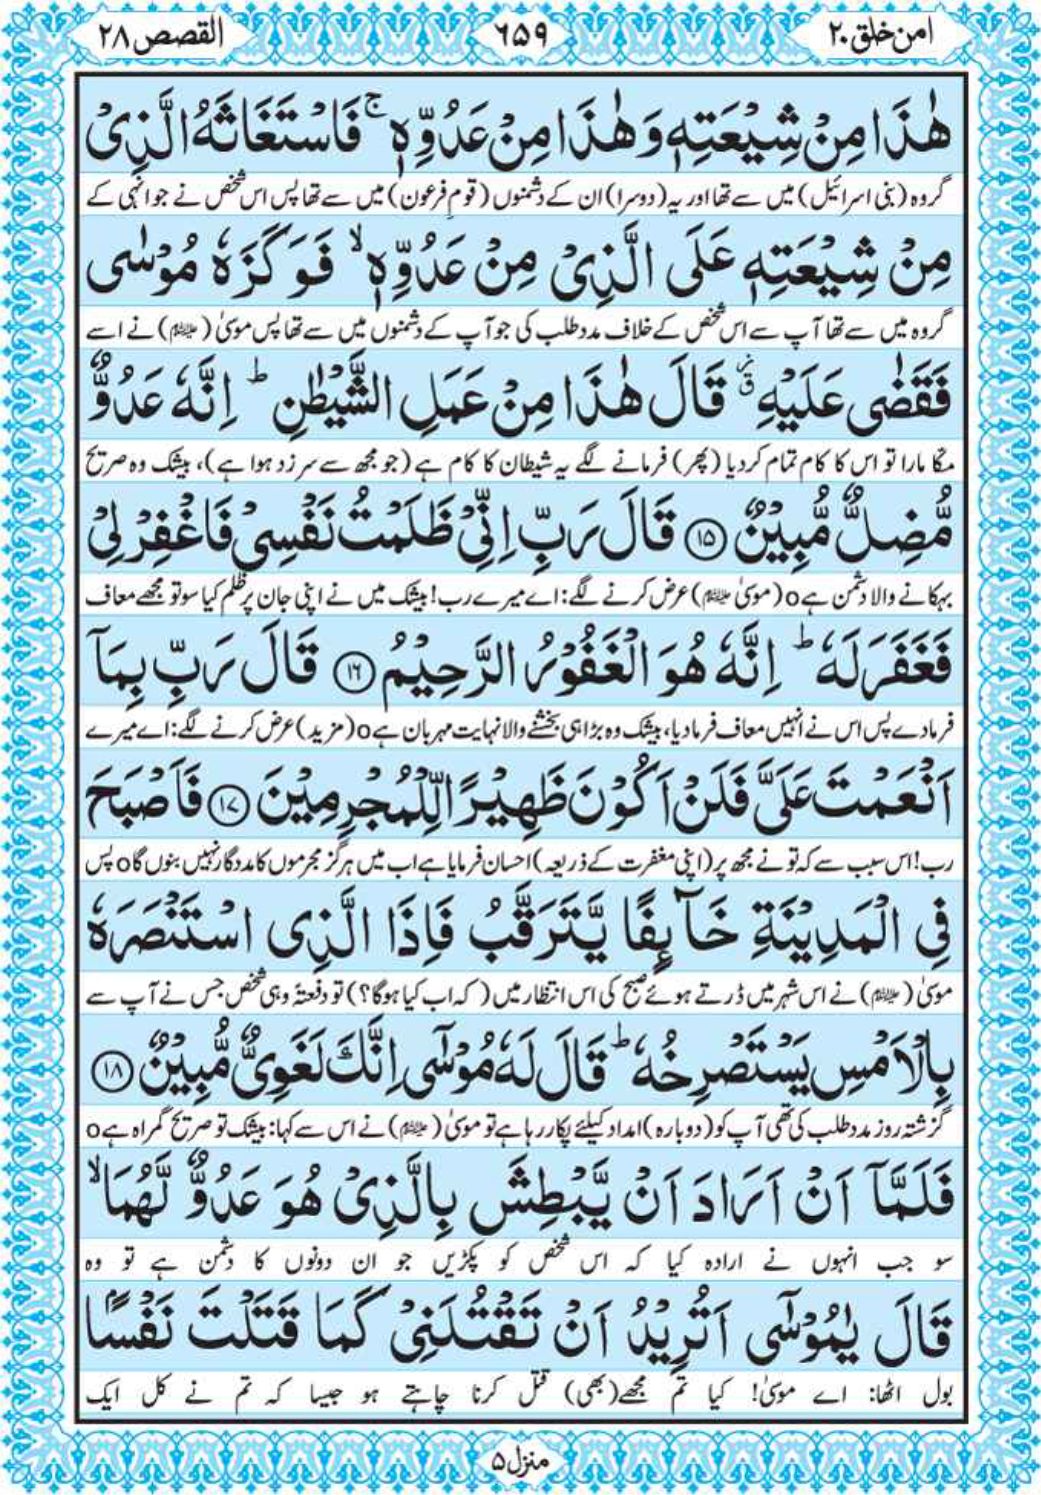 القصص ٢٨
٦٥٩
امن خلق ٢٠
هٰذَا مِنْ شِيْعَتِهٖ وَهٰذَا مِنْ عَدُوِّهٖ ۚ فَاسْتَغَاثَهُ الَّذِيْ
گروہ (بنی اسرائیل) میں سے تھا اور یہ (دوسرا) ان کے دشمنوں (قومِ فرعون) میں سے تھا پس اس شخص نے جو انہی کے
مِنْ شِيْعَتِهٖ عَلَى الَّذِيْ مِنْ عَدُوِّهٖ ۙ فَوَكَزَهٗ مُوْسٰى
گروہ میں سے تھا آپ سے اس شخص کے خلاف مدد طلب کی جو آپ کے دشمنوں میں سے تھا پس موسیٰ (علیہ السلام) نے اسے
فَقَضٰى عَلَيْهِ ۫ۗ قَالَ هٰذَا مِنْ عَمَلِ الشَّيْطٰنِ ؕ اِنَّهٗ عَدُوٌّ
مکا مارا تو اس کا کام تمام کردیا (پھر) فرمانے لگے یہ شیطان کا کام ہے (جو مجھ سے سرزد ہوا ہے)، بیشک وہ صریح
مُّضِلٌّ مُّبِيْنٌ ۝۱۵ قَالَ رَبِّ اِنِّيْ ظَلَمْتُ نَفْسِيْ فَاغْفِرْ لِيْ
بہکانے والا دشمن ہے o (موسیٰ علیہ السلام) عرض کرنے لگے: اے میرے رب! بیشک میں نے اپنی جان پر ظلم کیا سو تو مجھے معاف
فَغَفَرَ لَهٗ ؕ اِنَّهٗ هُوَ الْغَفُوْرُ الرَّحِيْمُ ۝۱۶ قَالَ رَبِّ بِمَاۤ
فرما دے پس اس نے انہیں معاف فرما دیا، بیشک وہ بڑا ہی بخشنے والا نہایت مہربان ہے o (مزید) عرض کرنے لگے: اے میرے
اَنْعَمْتَ عَلَيَّ فَلَنْ اَكُوْنَ ظَهِيْرًا لِّلْمُجْرِمِيْنَ ۝۱۷ فَاَصْبَحَ
رب! اس سبب سے کہ تو نے مجھ پر (اپنی مغفرت کے ذریعہ) احسان فرمایا ہے اب میں ہرگز مجرموں کا مددگار نہیں بنوں گا o پس
فِي الْمَدِيْنَةِ خَآئِفًا يَّتَرَقَّبُ فَاِذَا الَّذِى اسْتَنْصَرَهٗ
موسیٰ (علیہ السلام) نے اس شہر میں ڈرتے ہوئے صبح کی اس انتظار میں (کہ اب کیا ہوگا؟) تو دفعۃً وہی شخص جس نے آپ سے
بِالْاَمْسِ يَسْتَصْرِخُهٗ ؕ قَالَ لَهٗ مُوْسٰۤى اِنَّكَ لَغَوِيٌّ مُّبِيْنٌ ۝۱۸
گزشتہ روز مدد طلب کی تھی آپ کو (دوبارہ) امداد کیلئے پکار رہا ہے تو موسیٰ (علیہ السلام) نے اس سے کہا: بیشک تو صریح گمراہ ہے o
فَلَمَّاۤ اَنْ اَرَادَ اَنْ يَّبْطِشَ بِالَّذِيْ هُوَ عَدُوٌّ لَّهُمَا ۙ
سو جب انہوں نے ارادہ کیا کہ اس شخص کو پکڑیں جو ان دونوں کا دشمن ہے تو وہ
قَالَ يٰمُوْسٰۤى اَتُرِيْدُ اَنْ تَقْتُلَنِيْ كَمَا قَتَلْتَ نَفْسًۢا
بول اٹھا: اے موسیٰ! کیا تم مجھے (بھی) قتل کرنا چاہتے ہو جیسا کہ تم نے کل ایک
منزل ۵